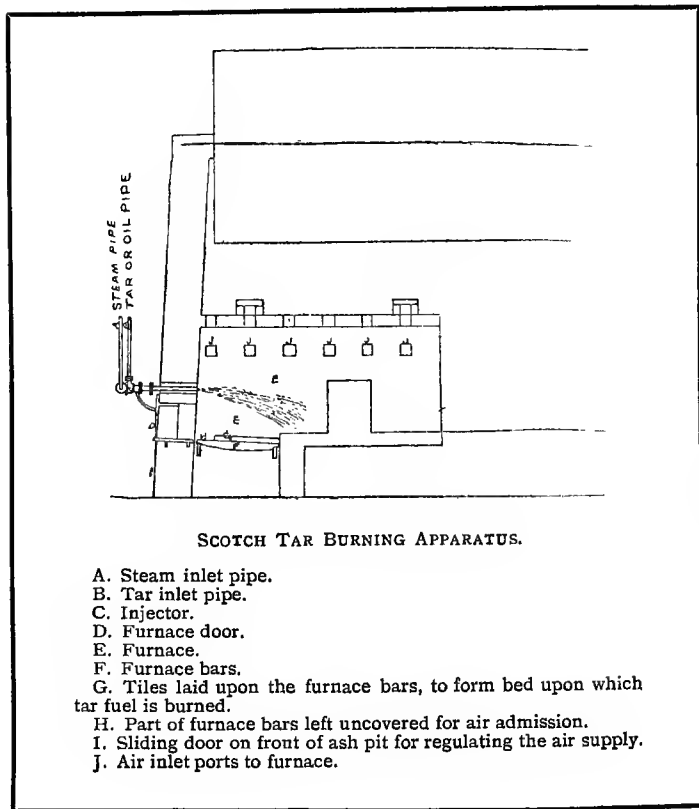 A STEAM PIPE
TAR OR OIL PIPE
J J J J J J
E
E
D
H G
F
I
SCOTCH TAR BURNING APPARATUS.
A. Steam inlet pipe.
B. Tar inlet pipe.
C. Injector.
D. Furnace door.
E. Furnace.
F. Furnace bars.
G. Tiles laid upon the furnace bars, to form bed upon which
tar fuel is burned.
H. Part of furnace bars left uncovered for air admission.
I. Sliding door on front of ash pit for regulating the air supply.
J. Air inlet ports to furnace.